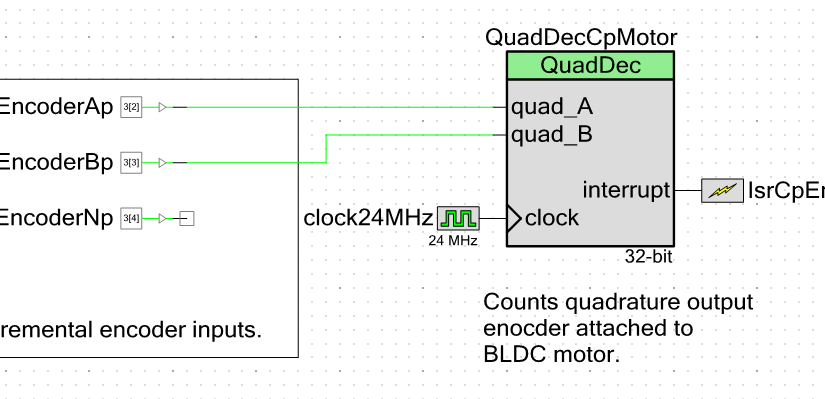 QuadDecCpMotor
QuadDec
EncoderAp 3[2]
quad_A
quad_B
EncoderBp 3[3]
interrupt
IsrCpEn
EncoderNp 3[4]
clock24MHz
clock
24 MHz
32-bit
Counts quadrature output
enocder attached to
BLDC motor.
remental encoder inputs.